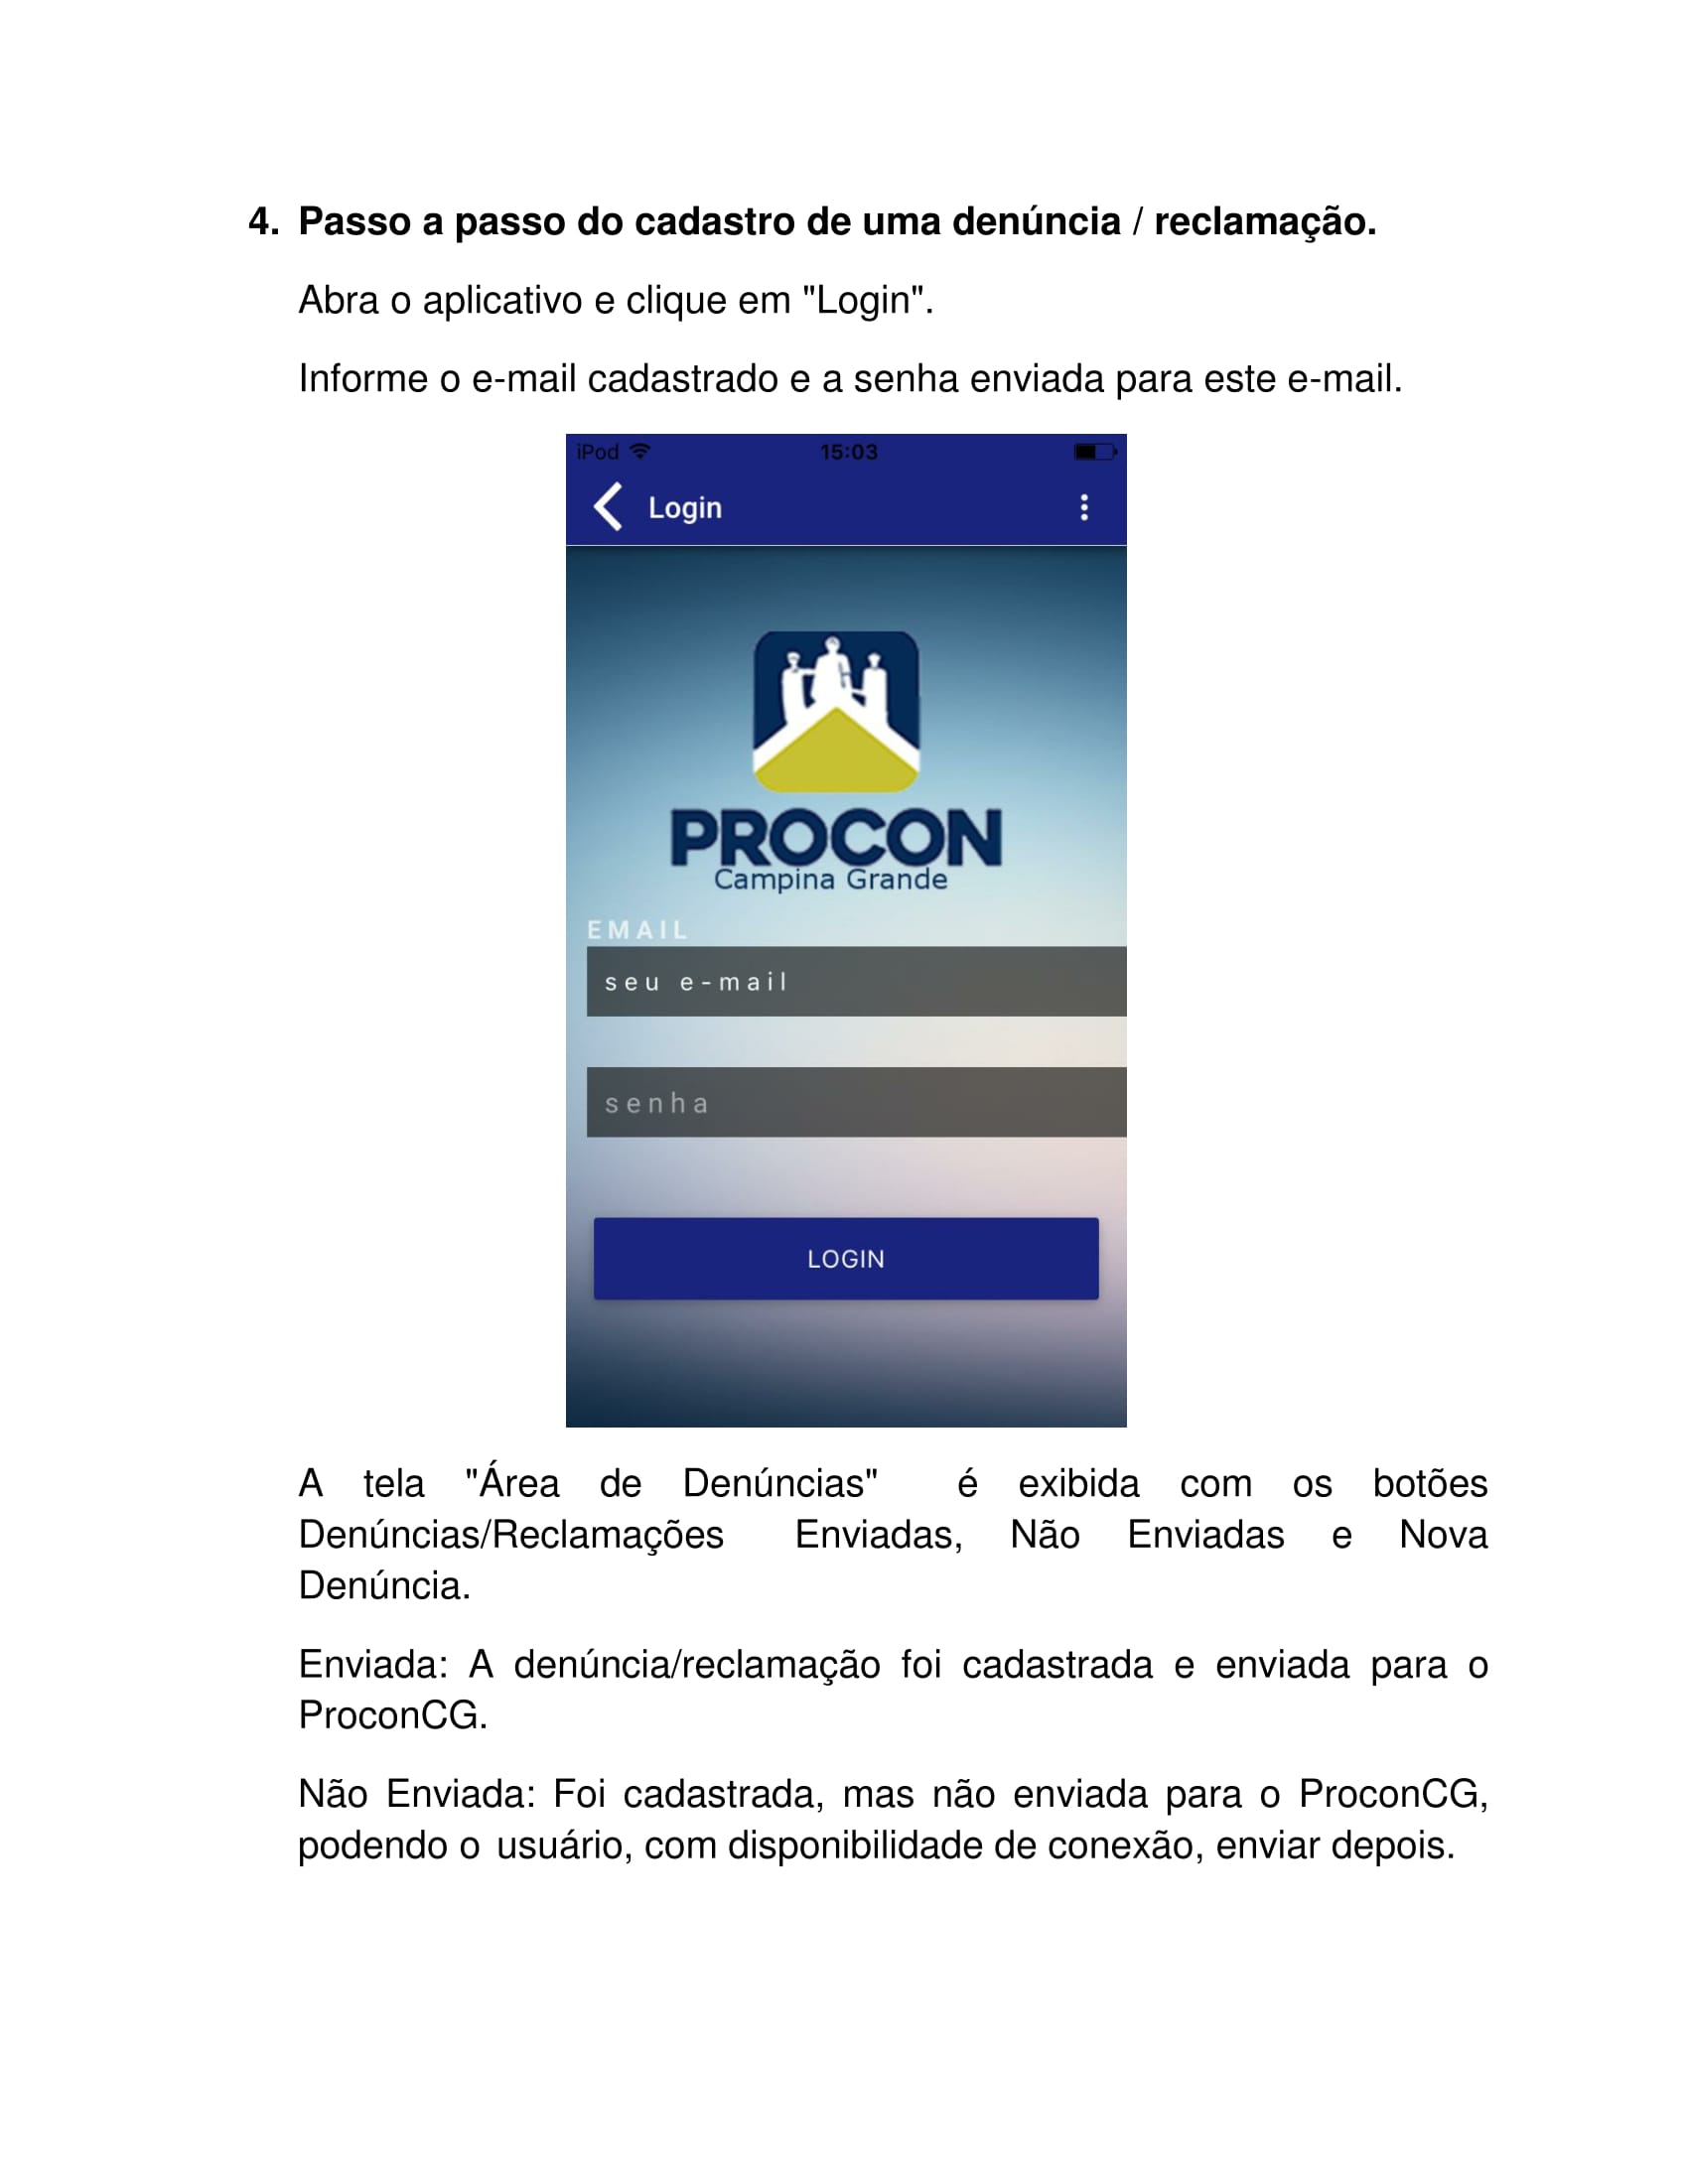 4. Passo a passo do cadastro de uma denúncia / reclamação.
Abra o aplicativo e clique em "Login".
Informe o e-mail cadastrado e a senha enviada para este e-mail.
iPod 15:03
Login
PROCON
Campina Grande
EMAIL
seu e-mail
senha
LOGIN
A tela "Área de Denúncias" é exibida com os botões
Denúncias/Reclamações Enviadas, Não Enviadas e Nova
Denúncia.
Enviada: A denúncia/reclamação foi cadastrada e enviada para o
ProconCG.
Não Enviada: Foi cadastrada, mas não enviada para o ProconCG,
podendo o usuário, com disponibilidade de conexão, enviar depois.